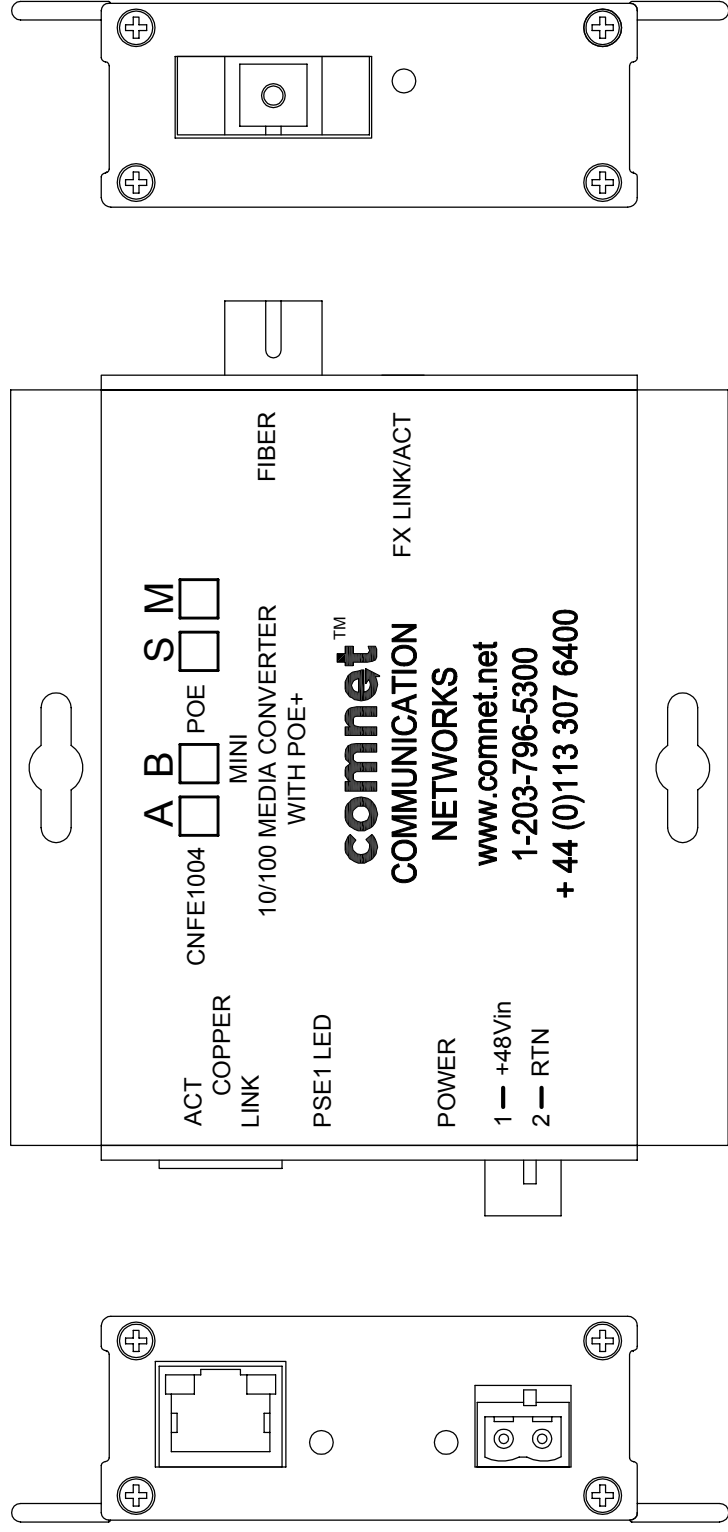 A B S M
CNFE1004 POE
MINI
10/100 MEDIA CONVERTER
WITH POE+
comnet™
COMMUNICATION
NETWORKS
www.comnet.net
1-203-796-5300
+ 44 (0)113 307 6400
ACT
COPPER
LINK
PSE1 LED
POWER
1 — +48Vin
2 — RTN
FIBER
FX LINK/ACT